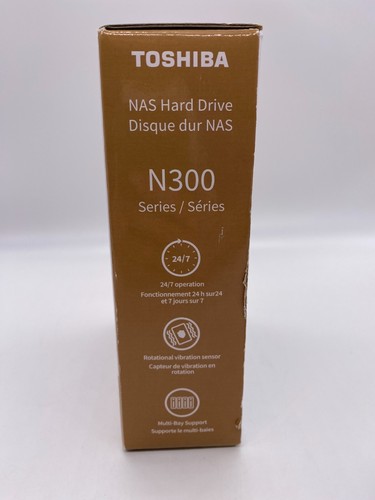 TOSHIBA
NAS Hard Drive
Disque dur NAS
N300
Series / Séries
24/7
24/7 operation
Fonctionnement 24 h sur24
et 7 jours sur 7
Rotational vibration sensor
Capteur de vibration en
rotation
Multi-Bay Support
Supporte le multi-baies